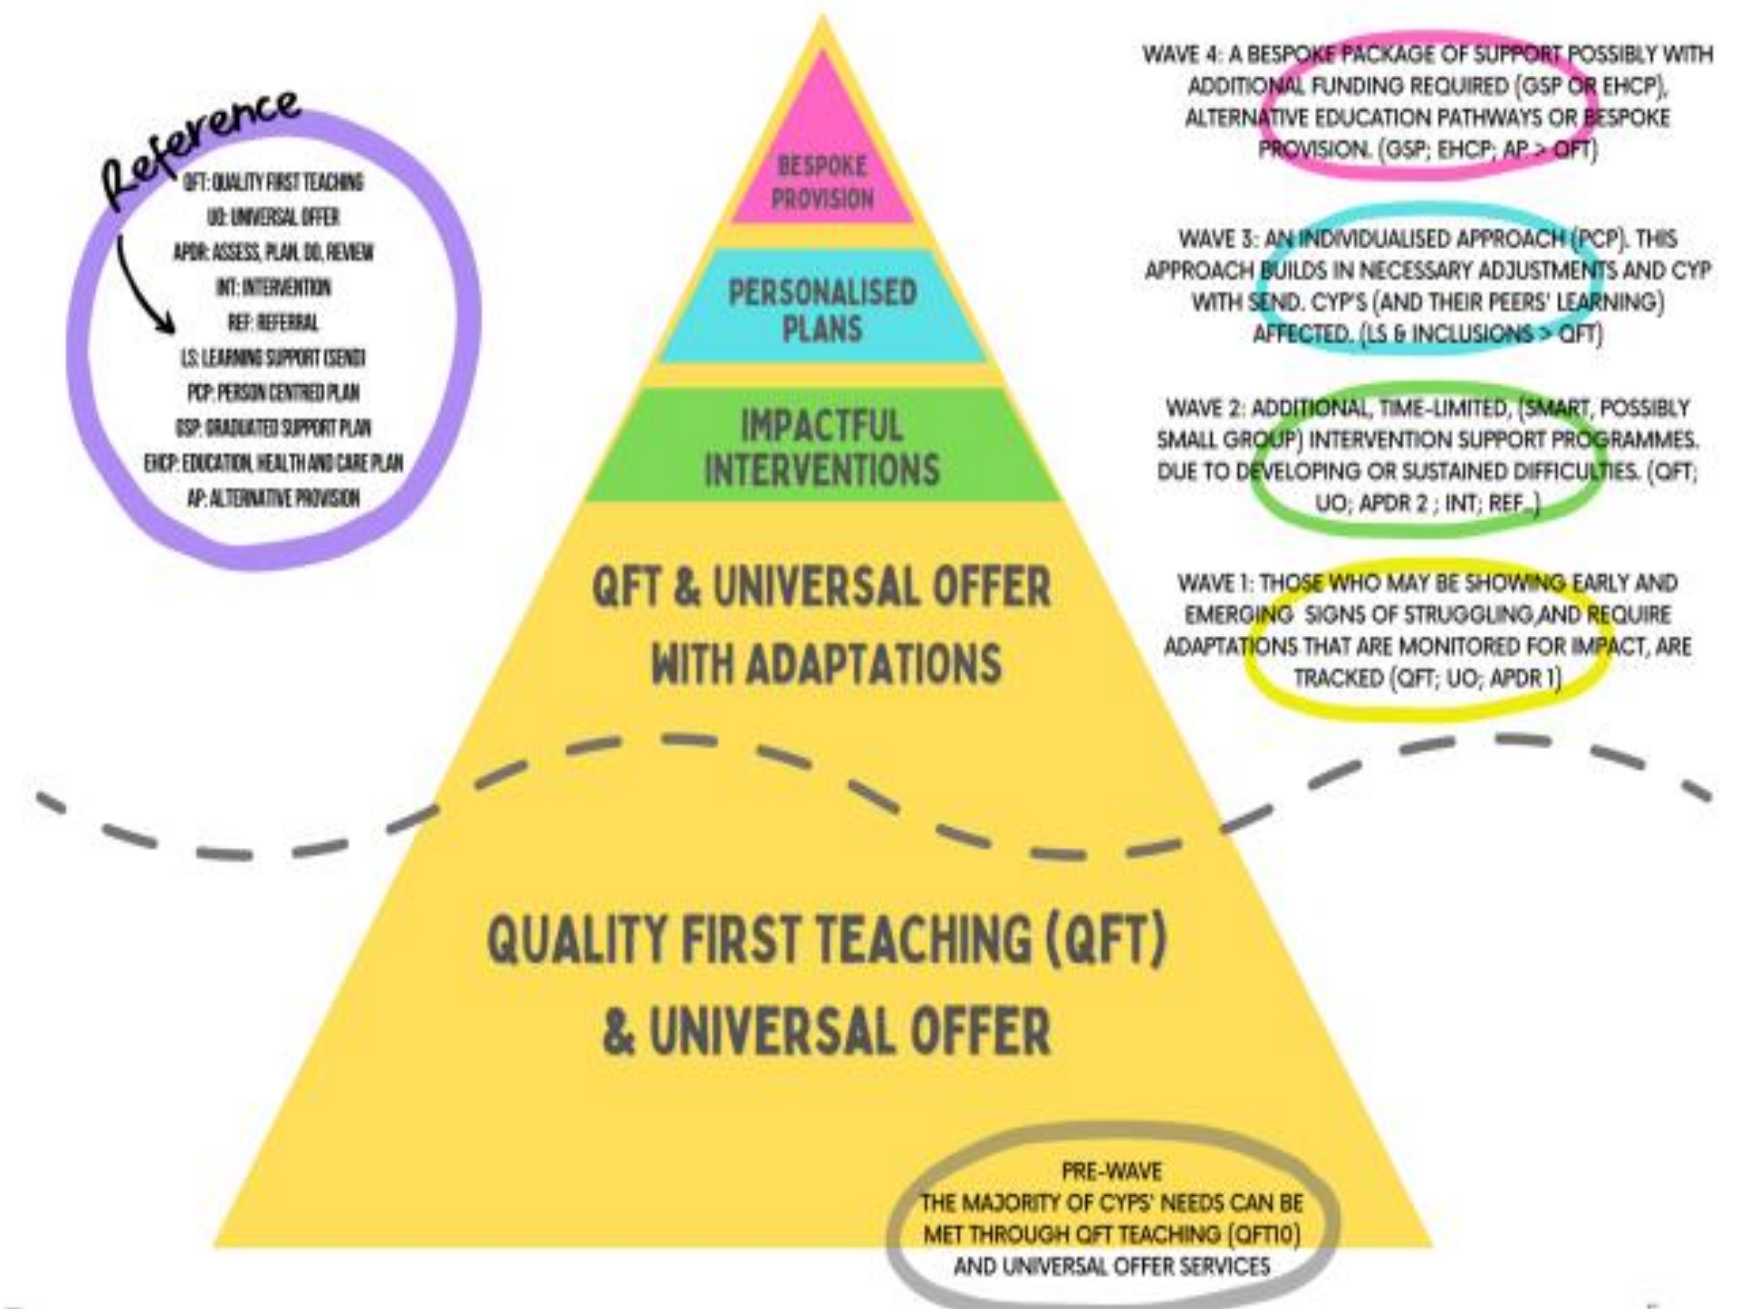 Reference
QFT: QUALITY FIRST TEACHING
UO: UNIVERSAL OFFER
APDR: ASSESS, PLAN, DO, REVIEW
INT: INTERVENTION
REF: REFERRAL
LS: LEARNING SUPPORT (SEND)
PCP: PERSON CENTRED PLAN
GSP: GRADUATED SUPPORT PLAN
EHCP: EDUCATION, HEALTH AND CARE PLAN
AP: ALTERNATIVE PROVISION
BESPOKE
PROVISION
PERSONALISED
PLANS
IMPACTFUL
INTERVENTIONS
QFT & UNIVERSAL OFFER
WITH ADAPTATIONS
QUALITY FIRST TEACHING (QFT)
& UNIVERSAL OFFER
WAVE 4: A BESPOKE PACKAGE OF SUPPORT POSSIBLY WITH
ADDITIONAL FUNDING REQUIRED (GSP OR EHCP),
ALTERNATIVE EDUCATION PATHWAYS OR BESPOKE
PROVISION. (GSP; EHCP; AP > QFT)
WAVE 3: AN INDIVIDUALISED APPROACH (PCP). THIS
APPROACH BUILDS IN NECESSARY ADJUSTMENTS AND CYP
WITH SEND. CYP'S (AND THEIR PEERS' LEARNING)
AFFECTED. (LS & INCLUSIONS > QFT)
WAVE 2: ADDITIONAL, TIME-LIMITED, (SMART, POSSIBLY
SMALL GROUP) INTERVENTION SUPPORT PROGRAMMES.
DUE TO DEVELOPING OR SUSTAINED DIFFICULTIES. (QFT;
UO; APDR 2 ; INT; REF..)
WAVE 1: THOSE WHO MAY BE SHOWING EARLY AND
EMERGING SIGNS OF STRUGGLING,AND REQUIRE
ADAPTATIONS THAT ARE MONITORED FOR IMPACT, ARE
TRACKED (QFT; UO; APDR 1)
PRE-WAVE
THE MAJORITY OF CYPS' NEEDS CAN BE
MET THROUGH QFT TEACHING (QFT10)
AND UNIVERSAL OFFER SERVICES